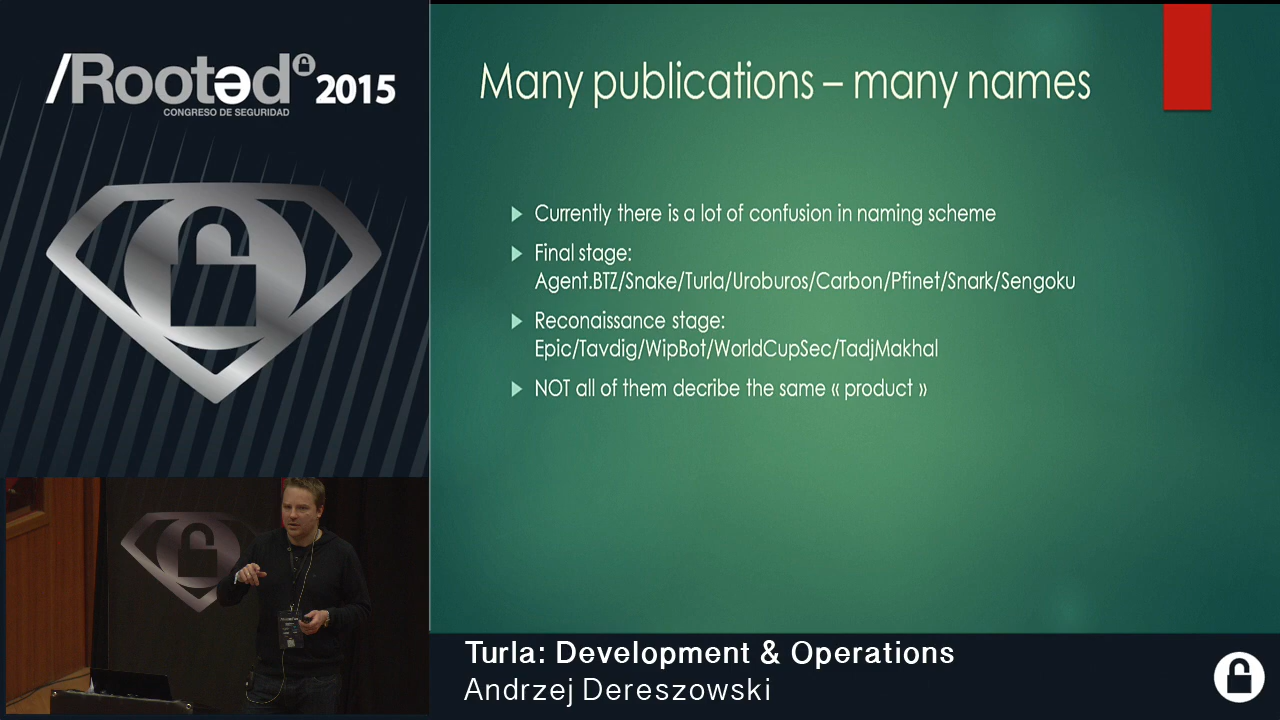 /Rootəd 2015
CONGRESO DE SEGURIDAD
Many publications – many names
Currently there is a lot of confusion in naming scheme
Final stage:
Agent.BTZ/Snake/Turla/Uroburos/Carbon/Pfinet/Snark/Sengoku
Reconaissance stage:
Epic/Tavdig/WipBot/WorldCupSec/TadjMakhal
NOT all of them decribe the same « product »
Turla: Development & Operations
Andrzej Dereszowski